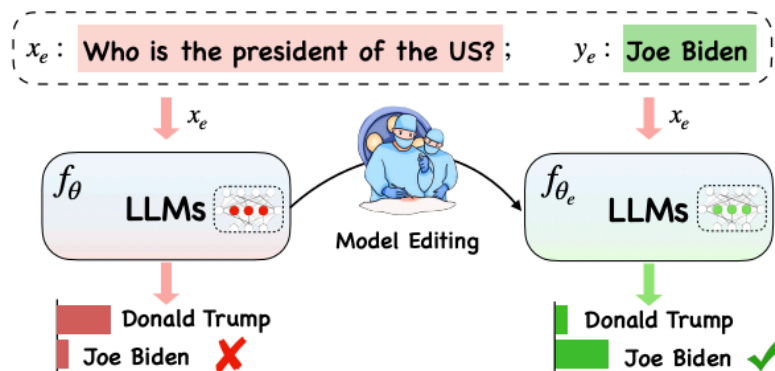 x_e : Who is the president of the US? ; y_e : Joe Biden
x_e x_e
f_θ LLMs
f_θ_e LLMs
Model Editing
Donald Trump
Joe Biden ✘
Donald Trump
Joe Biden ✓